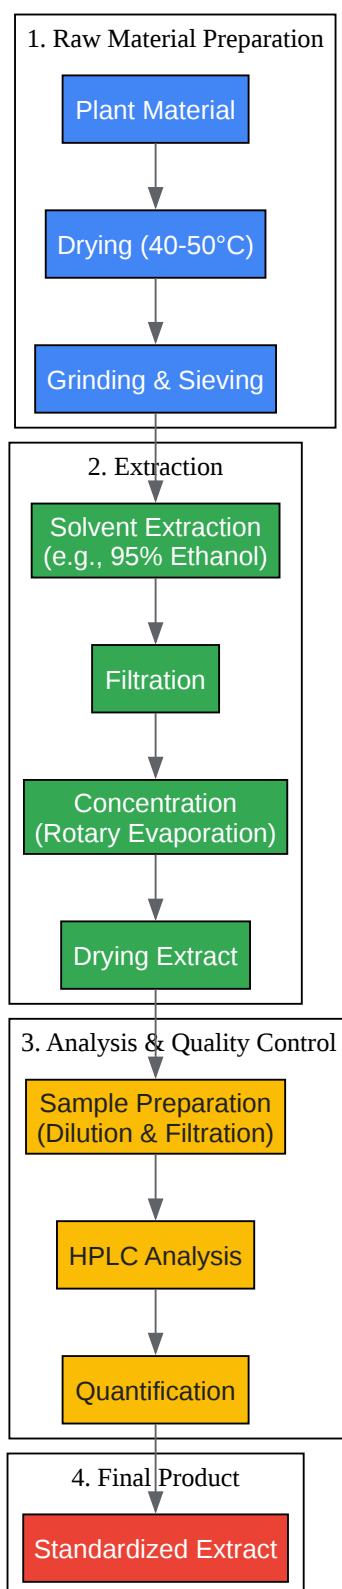 1. Raw Material Preparation
Plant Material
Drying (40-50°C)
Grinding & Sieving
2. Extraction
Solvent Extraction
(e.g., 95% Ethanol)
Filtration
Concentration
(Rotary Evaporation)
Drying Extract
3. Analysis & Quality Control
Sample Preparation
(Dilution & Filtration)
HPLC Analysis
Quantification
4. Final Product
Standardized Extract